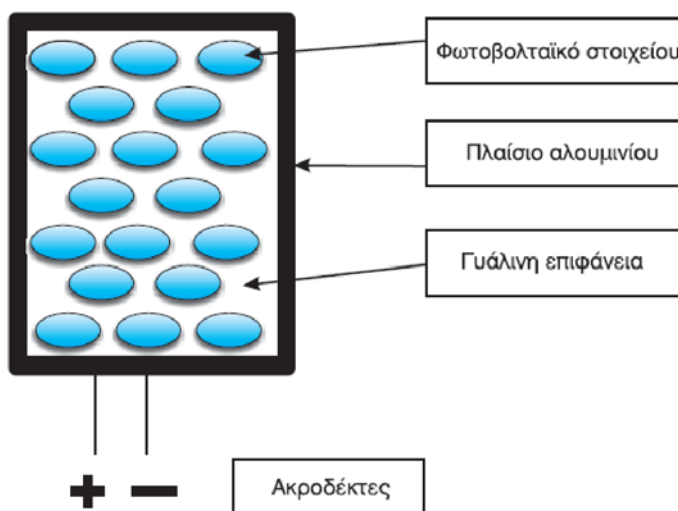 Φωτοβολταϊκό στοιχείου
Πλαίσιο αλουμινίου
Γυάλινη επιφάνεια
+ −
Ακροδέκτες